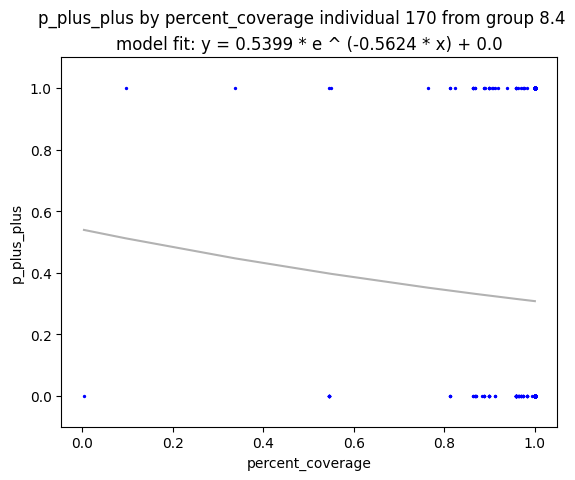 p_plus_plus by percent_coverage individual 170 from group 8.4
model fit: y = 0.5399 * e ^ (-0.5624 * x) + 0.0
1.0
0.8
0.6
0.4
0.2
0.0
p_plus_plus
0.0 0.2 0.4 0.6 0.8 1.0
percent_coverage